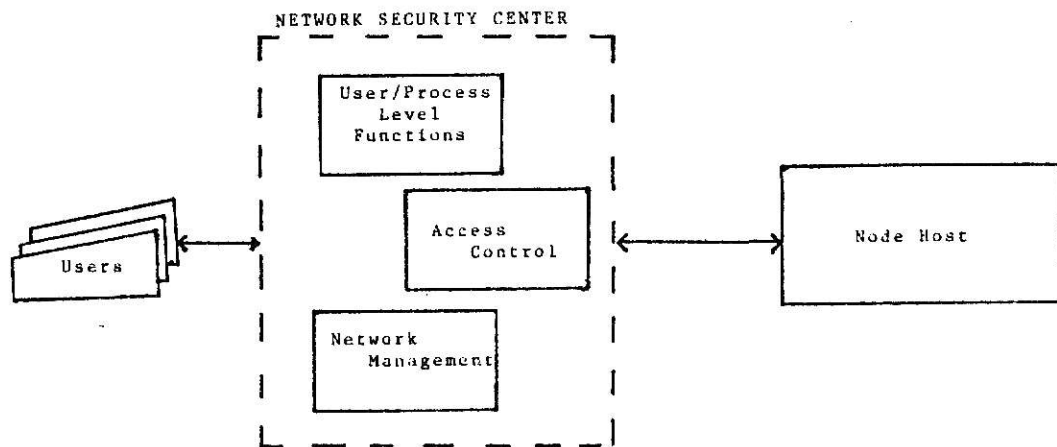 NETWORK SECURITY CENTER
User/Process
Level
Functions
Access
Control
Users
Node Host
Network
Management